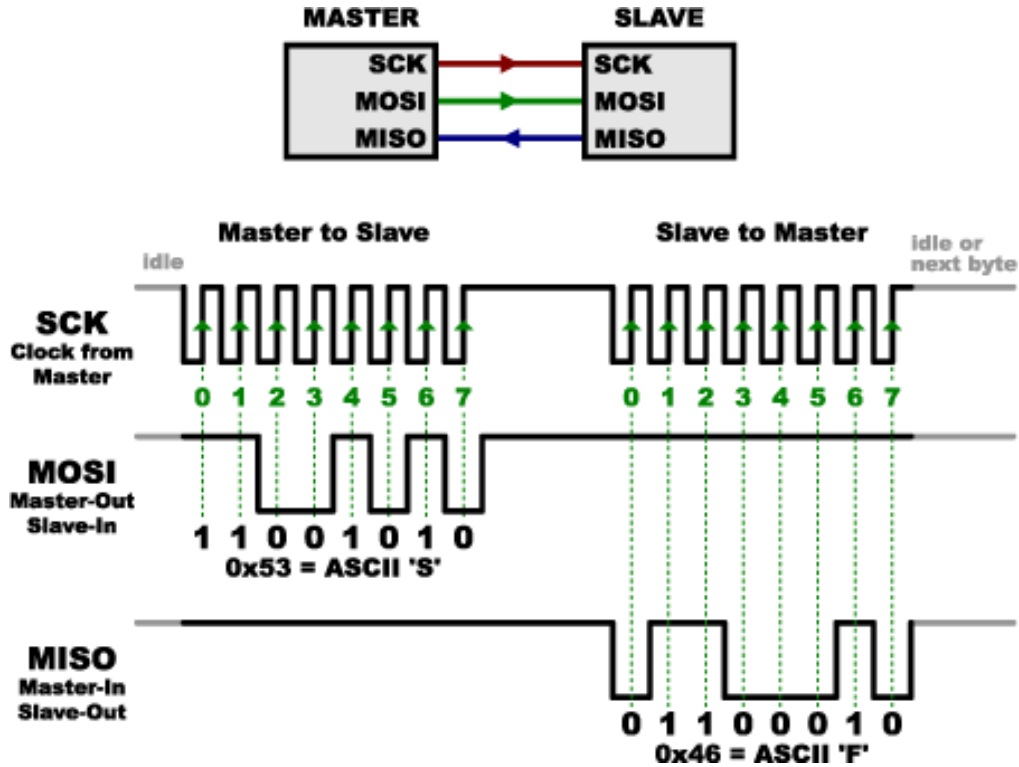 MASTER SLAVE
SCK SCK
MOSI MOSI
MISO MISO
Master to Slave Slave to Master
idle
idle or
next byte
SCK
Clock from
Master
0 1 2 3 4 5 6 7 0 1 2 3 4 5 6 7
MOSI
Master-Out
Slave-In
1 1 0 0 1 0 1 0
0x53 = ASCII 'S'
MISO
Master-In
Slave-Out
0 1 1 0 0 0 1 0
0x46 = ASCII 'F'